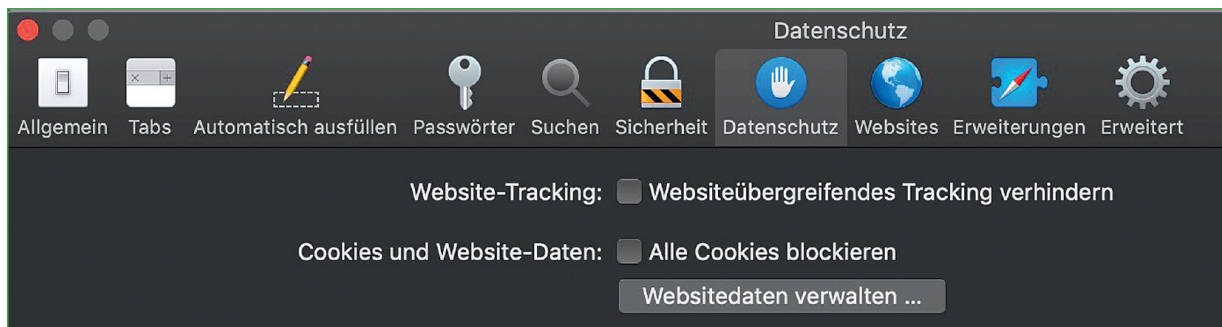 Datenschutz
Allgemein Tabs Automatisch ausfüllen Passwörter Suchen Sicherheit Datenschutz Websites Erweiterungen Erweitert
Website-Tracking: Websiteübergreifendes Tracking verhindern
Cookies und Website-Daten: Alle Cookies blockieren
Websitedaten verwalten ...